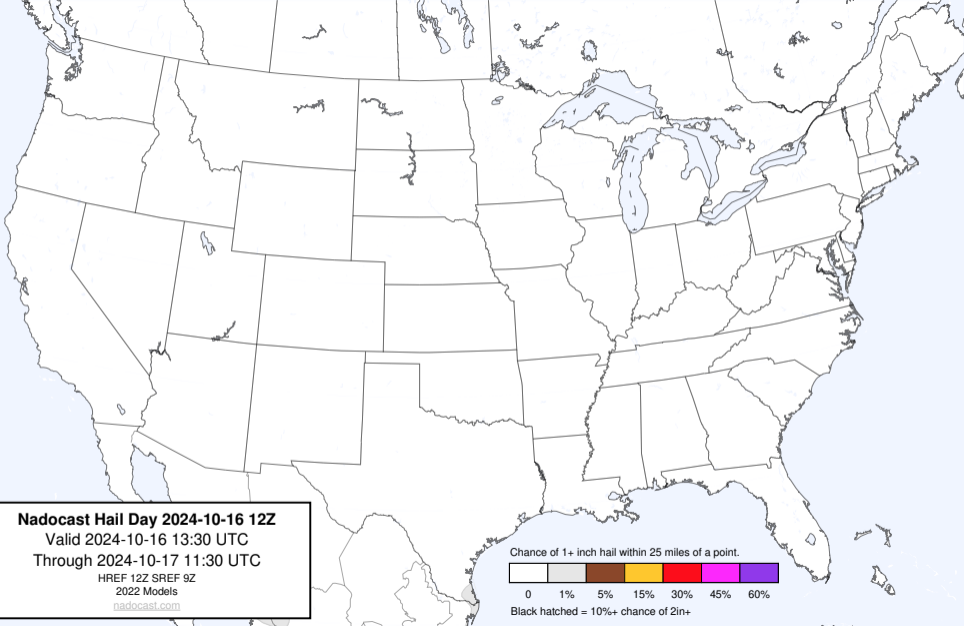 Nadocast Hail Day 2024-10-16 12Z
Valid 2024-10-16 13:30 UTC
Through 2024-10-17 11:30 UTC
HREF 12Z SREF 9Z
2022 Models
nadocast.com
Chance of 1+ inch hail within 25 miles of a point.
0 1% 5% 15% 30% 45% 60%
Black hatched = 10%+ chance of 2in+